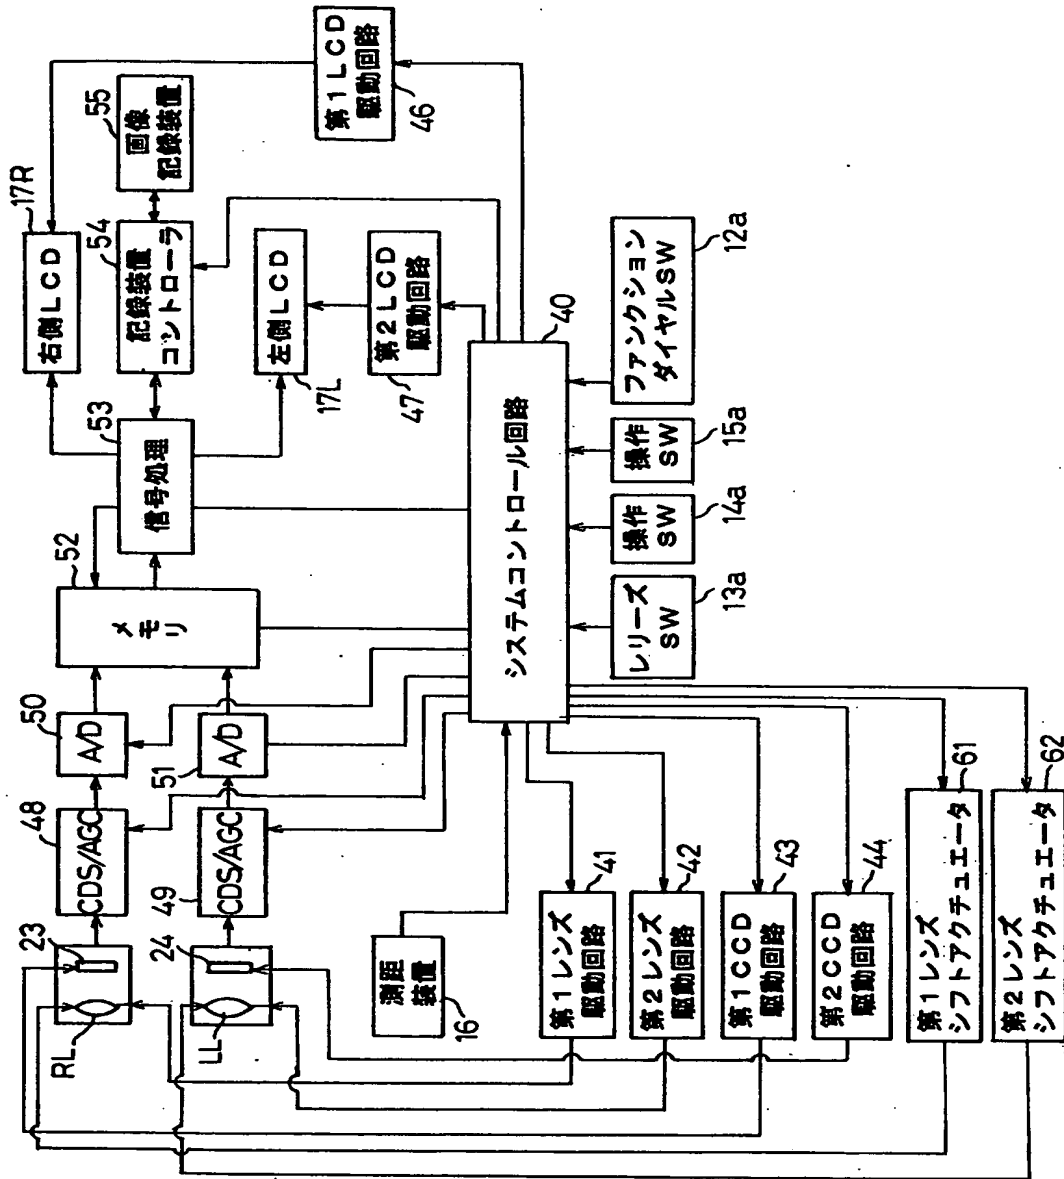 RL
23
CDS/AGC
48
A/D
50
メモリ
52
信号処理
53
右側LCD
17R
記録装置
コントローラ
54
画像
記録装置
55
第1LCD
駆動回路
46
LL
24
CDS/AGC
49
A/D
51
左側LCD
17L
第2LCD
駆動回路
47
測距
装置
16
システムコントロール回路
40
第1レンズ
駆動回路
41
第2レンズ
駆動回路
42
第1CCD
駆動回路
43
第2CCD
駆動回路
44
第1レンズ
シフトアクチュエータ
61
第2レンズ
シフトアクチュエータ
62
レリーズ
SW
13a
操作
SW
14a
操作
SW
15a
ファンクション
ダイヤルSW
12a